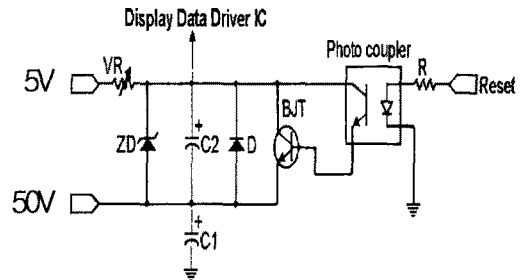 Display Data Driver IC
Photo coupler
5V
VR
R
Reset
BJT
ZD
+
C2
D
50V
+
C1